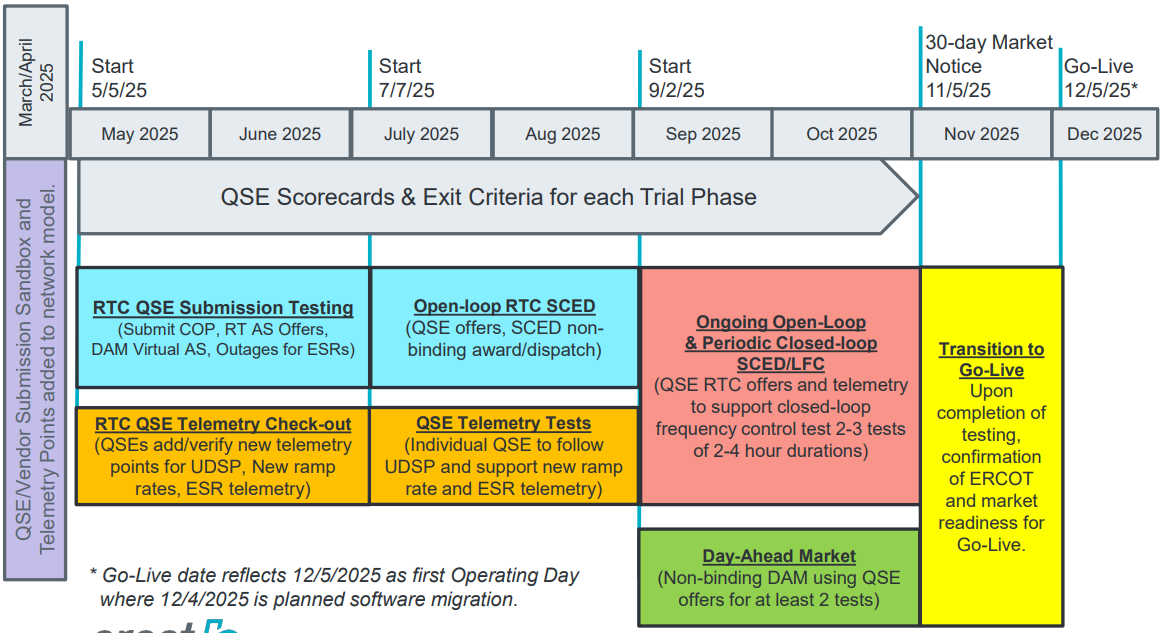 March/April
2025
Start
5/5/25
Start
7/7/25
Start
9/2/25
30-day Market
Notice
11/5/25
Go-Live
12/5/25*
May 2025
June 2025
July 2025
Aug 2025
Sep 2025
Oct 2025
Nov 2025
Dec 2025
QSE/Vendor Submission Sandbox and
Telemetry Points added to network model.
QSE Scorecards & Exit Criteria for each Trial Phase
RTC QSE Submission Testing
(Submit COP, RT AS Offers,
DAM Virtual AS, Outages for ESRs)
Open-loop RTC SCED
(QSE offers, SCED non-
binding award/dispatch)
RTC QSE Telemetry Check-out
(QSEs add/verify new telemetry
points for UDSP, New ramp
rates, ESR telemetry)
QSE Telemetry Tests
(Individual QSE to follow
UDSP and support new ramp
rate and ESR telemetry)
Ongoing Open-Loop
& Periodic Closed-loop
SCED/LFC
(QSE RTC offers and telemetry
to support closed-loop
frequency control test 2-3 tests
of 2-4 hour durations)
Day-Ahead Market
(Non-binding DAM using QSE
offers for at least 2 tests)
Transition to
Go-Live
Upon
completion of
testing,
confirmation
of ERCOT
and market
readiness for
Go-Live.
* Go-Live date reflects 12/5/2025 as first Operating Day
where 12/4/2025 is planned software migration.